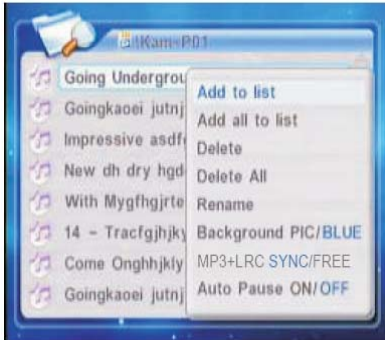 \Kam~P01
Going Undergrou
Goingkaoei jutnj
Impressive asdf
New dh dry hgd
With Mygfhgjrte
14 - Tracfgjhjky
Come Onghhjkly
Goingkaoei jutnj
Add to list
Add all to list
Delete
Delete All
Rename
Background PIC/BLUE
MP3+LRC SYNC/FREE
Auto Pause ON/OFF